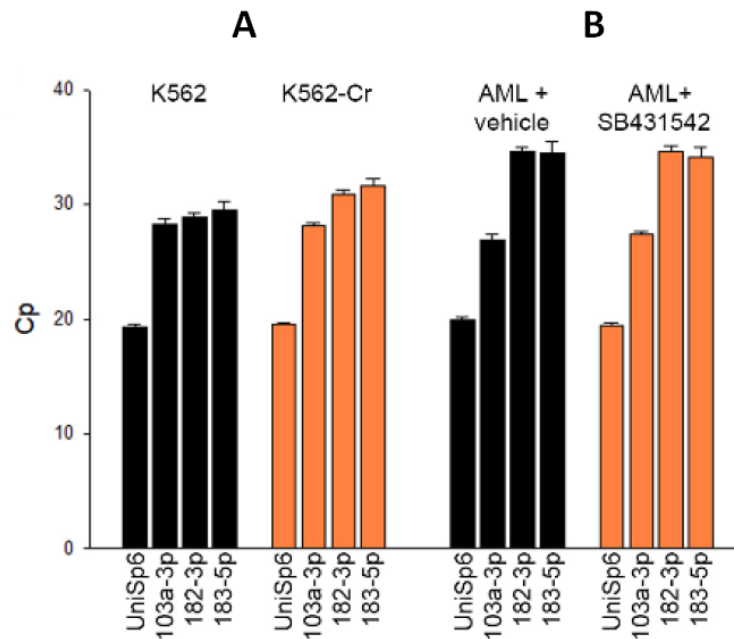 A B
K562 K562-Cr AML + AML+
vehicle SB431542
Cp
40
30
20
10
0
UniSp6
103a-3p
182-3p
183-5p
UniSp6
103a-3p
182-3p
183-5p
UniSp6
103a-3p
182-3p
183-5p
UniSp6
103a-3p
182-3p
183-5p